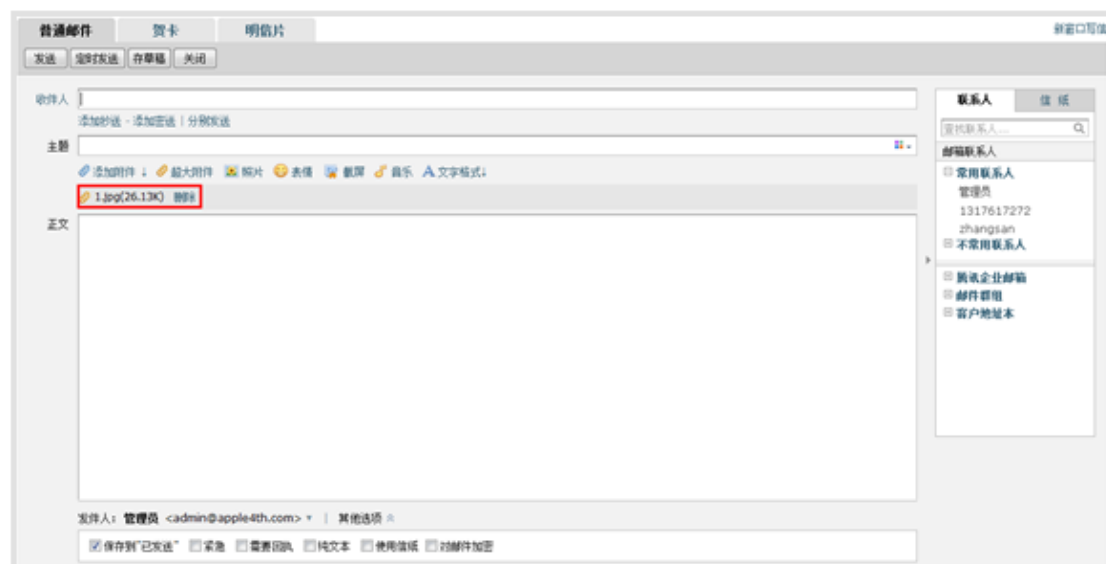 普通邮件 贺卡 明信片 新窗口写信
发送 定时发送 存草稿 关闭
收件人
添加抄送 - 添加密送 | 分别发送
主题
添加附件 超大附件 照片 表情 截屏 音乐 文字格式↓
1.jpg(26.13K) 删除
正文
联系人 信 纸
查找联系人...
邮箱联系人
常用联系人
管理员
1317617272
zhangsan
不常用联系人
腾讯企业邮箱
邮件群组
客户地址本
发件人: 管理员 <admin@apple4th.com> | 其他选项
保存到"已发送" 紧急 需要回执 纯文本 使用信纸 对邮件加密